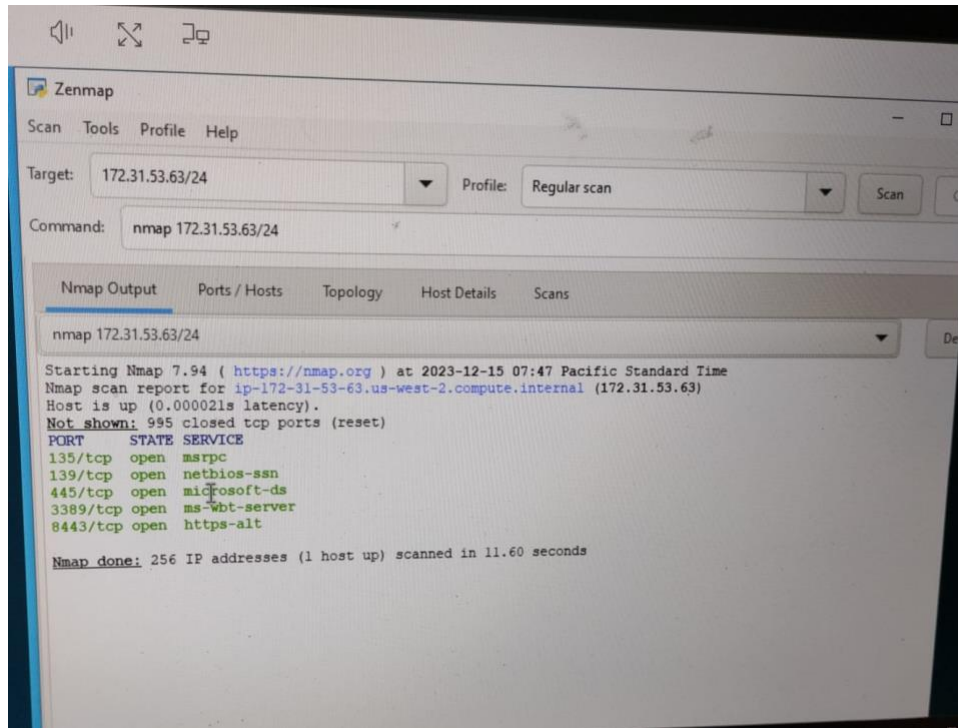 Zenmap
Scan Tools Profile Help
Target: 172.31.53.63/24 Profile: Regular scan Scan
Command: nmap 172.31.53.63/24
Nmap Output Ports / Hosts Topology Host Details Scans
nmap 172.31.53.63/24 De
Starting Nmap 7.94 ( https://nmap.org ) at 2023-12-15 07:47 Pacific Standard Time
Nmap scan report for ip-172-31-53-63.us-west-2.compute.internal (172.31.53.63)
Host is up (0.000021s latency).
Not shown: 995 closed tcp ports (reset)
PORT STATE SERVICE
135/tcp open msrpc
139/tcp open netbios-ssn
445/tcp open microsoft-ds
3389/tcp open ms-wbt-server
8443/tcp open https-alt
Nmap done: 256 IP addresses (1 host up) scanned in 11.60 seconds